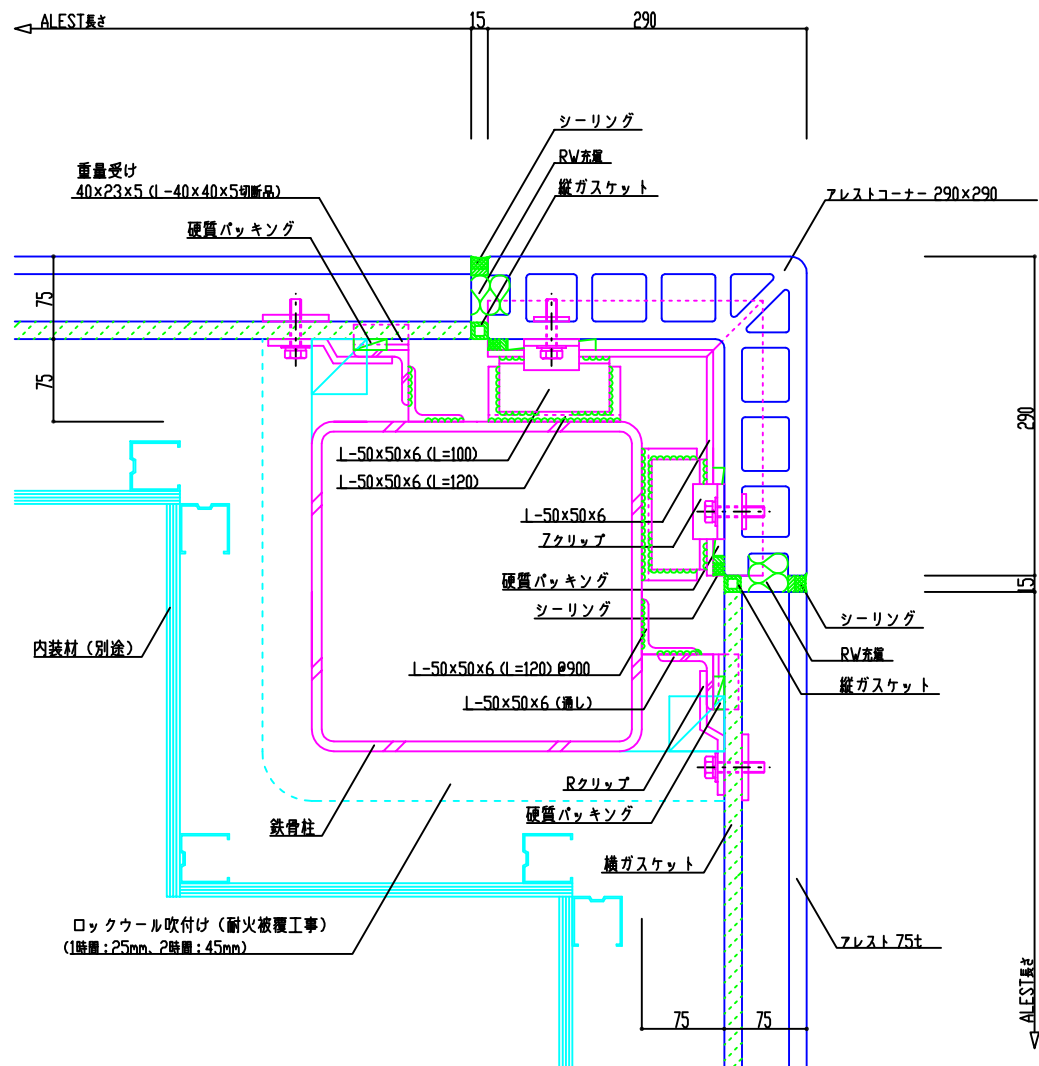 ALEST長さ
15
290
シーリング
RW充填
縦ガスケット
重量受け
40×23×5 (L-40×40×5切断品)
硬質パッキング
アレストコーナー 290×290
75
75
290
L-50×50×6 (L=100)
L-50×50×6 (L=120)
L-50×50×6
Zクリップ
硬質パッキング
シーリング
15
シーリング
内装材 (別途)
RW充填
L-50×50×6 (L=120) @900
縦ガスケット
L-50×50×6 (通し)
Rクリップ
硬質パッキング
鉄骨柱
横ガスケット
ロックウール吹付け (耐火被覆工事)
(1時間:25mm、2時間:45mm)
アレスト 75t
ALEST長さ
75
75